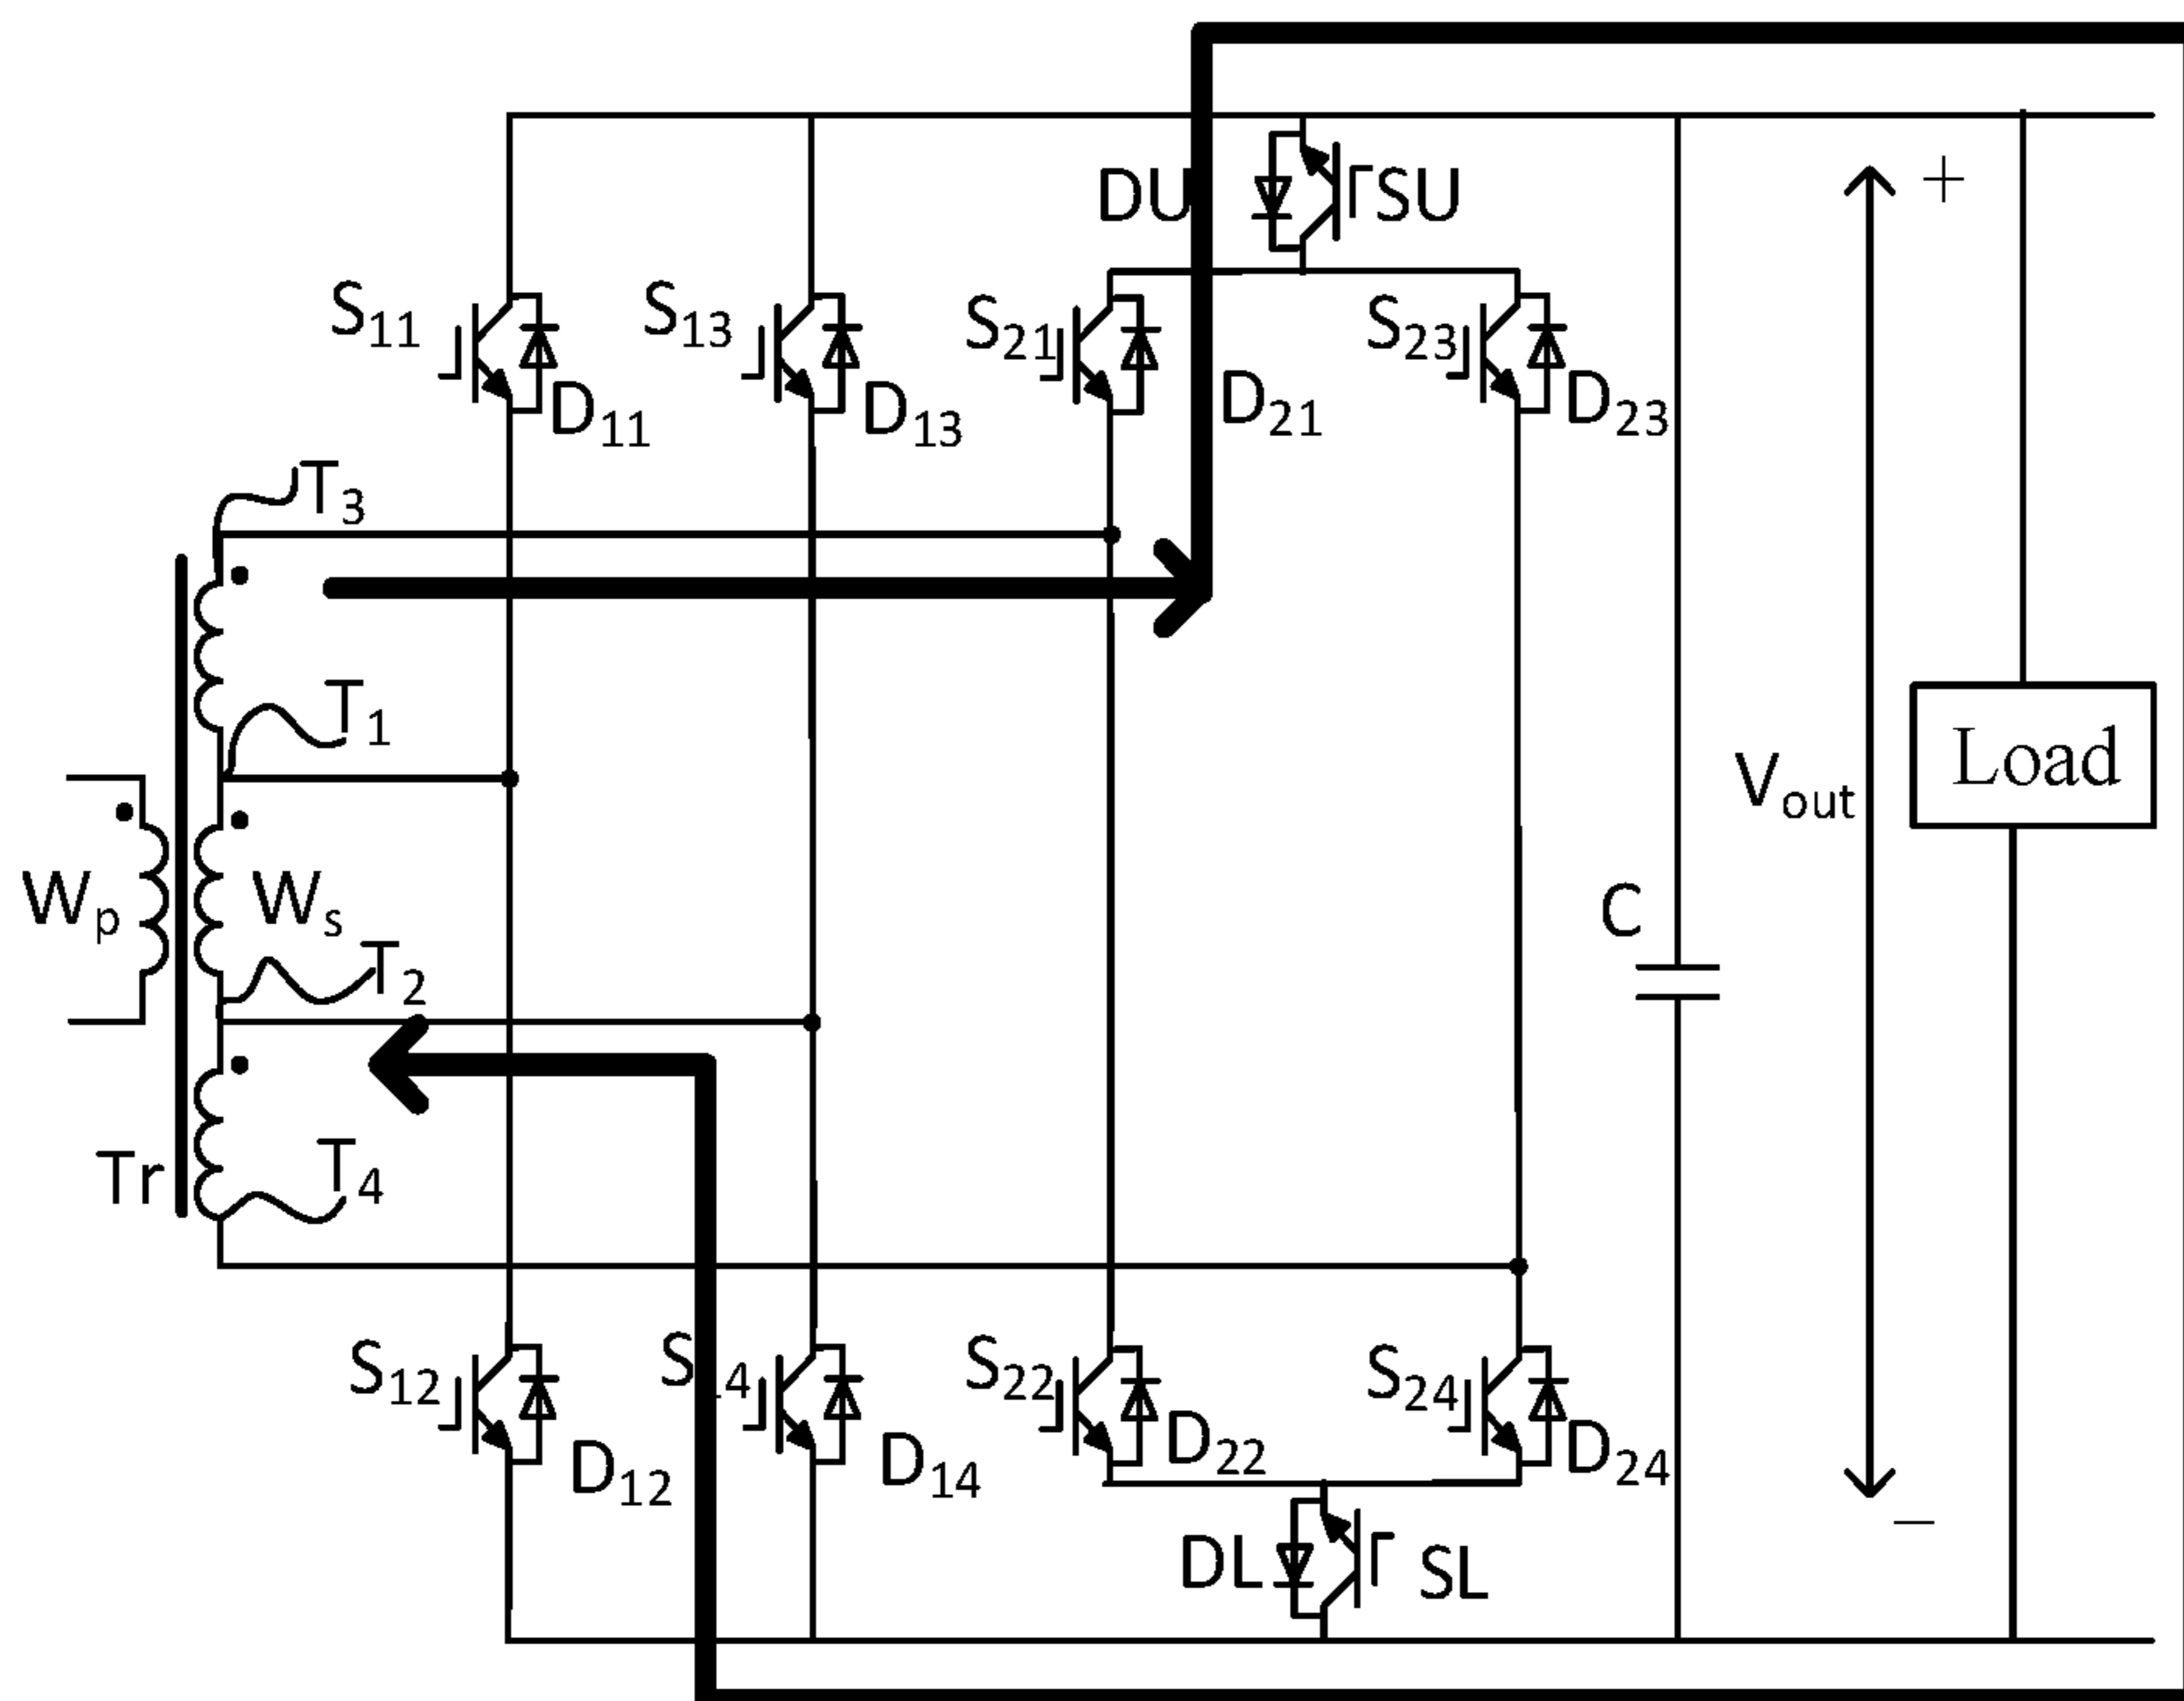 DU
SU
+
S11
S13
S21
S23
D11
D13
D21
D23
T3
T1
Load
Vout
Wp
Ws
C
T2
Tr
T4
S12
S22
S24
D12
D14
D22
D24
DL
SL
−